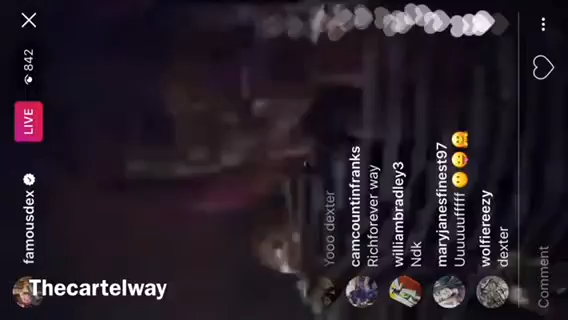 famousdex
LIVE
842
Yooo dexter
camcountinfranks
Richforever way
williambradley3
Ndk
maryjanesfinest97
Uuuuuufffff 😶😍😩
wolfiereezy
dexter
Comment
Thecartelway